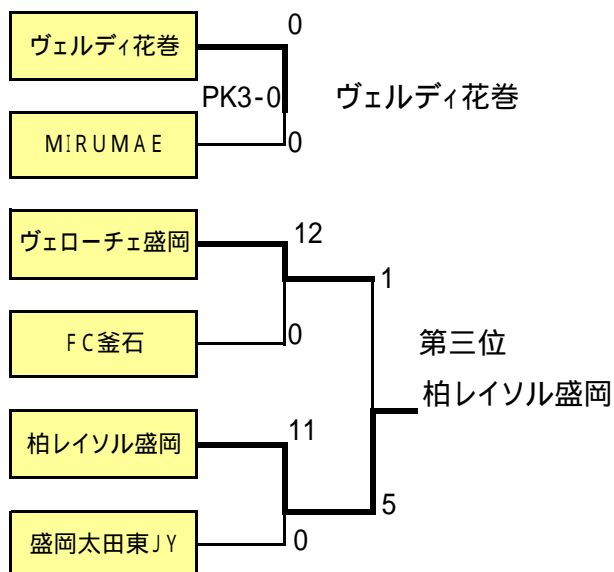 0
ヴェルディ花巻
PK3-0 ヴェルディ花巻
MIRUMAE
0
12
ヴェローチェ盛岡
1
FC釜石
0
第三位
柏レイソル盛岡
11
柏レイソル盛岡
5
盛岡太田東JY
0